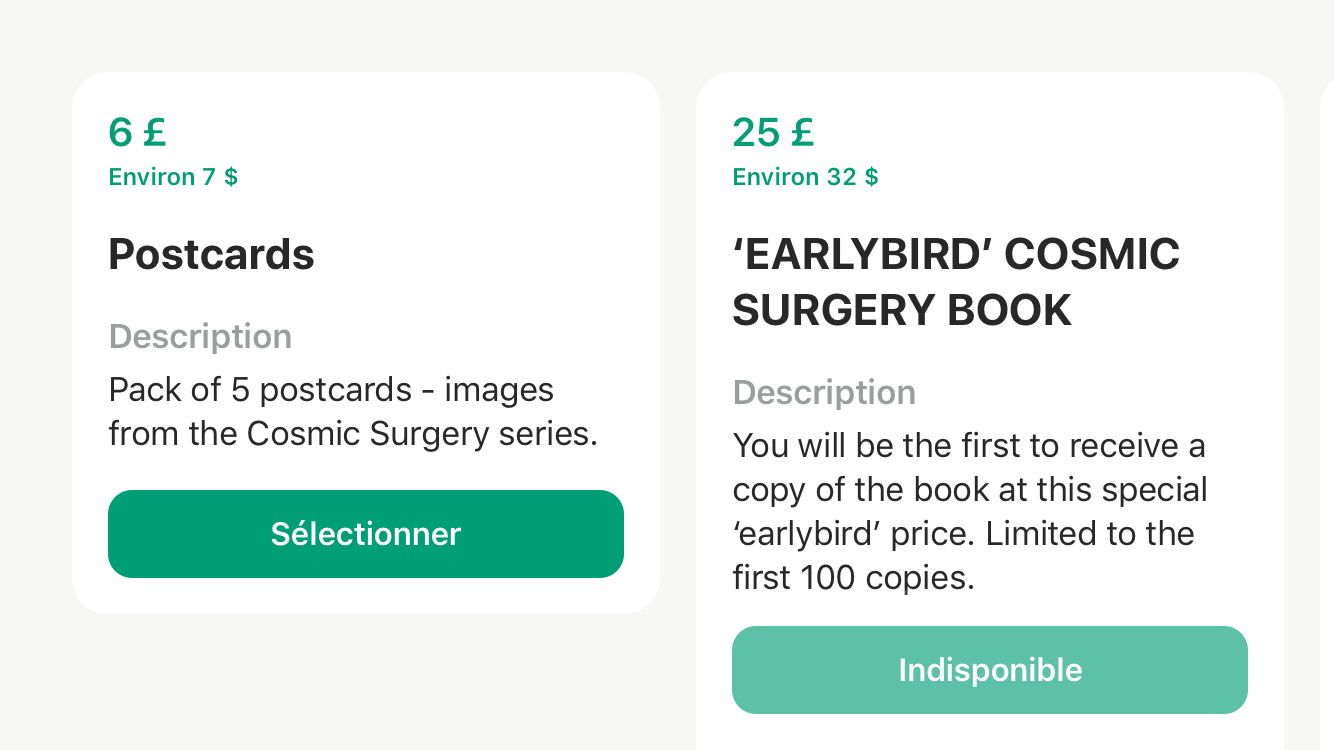 6 £
Environ 7 $
Postcards
Description
Pack of 5 postcards - images
from the Cosmic Surgery series.
Sélectionner
25 £
Environ 32 $
‘EARLYBIRD’ COSMIC
SURGERY BOOK
Description
You will be the first to receive a
copy of the book at this special
‘earlybird’ price. Limited to the
first 100 copies.
Indisponible